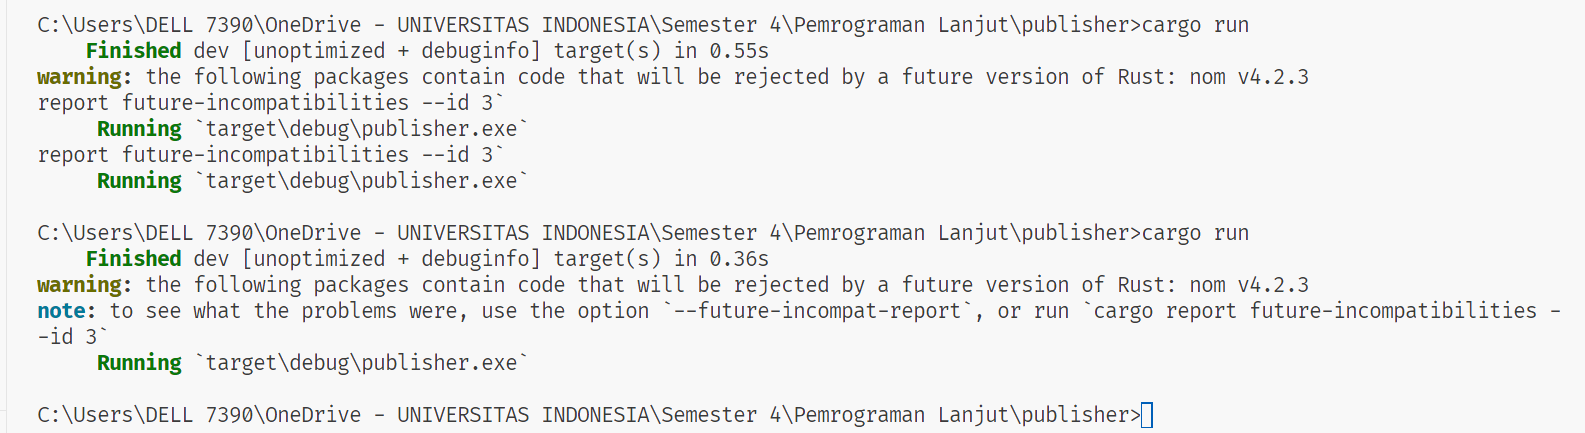 C:\Users\DELL 7390\OneDrive - UNIVERSITAS INDONESIA\Semester 4\Pemrograman Lanjut\publisher>cargo run
    Finished dev [unoptimized + debuginfo] target(s) in 0.55s
warning: the following packages contain code that will be rejected by a future version of Rust: nom v4.2.3
report future-incompatibilities --id 3`
     Running `target\debug\publisher.exe`
report future-incompatibilities --id 3`
     Running `target\debug\publisher.exe`

C:\Users\DELL 7390\OneDrive - UNIVERSITAS INDONESIA\Semester 4\Pemrograman Lanjut\publisher>cargo run
    Finished dev [unoptimized + debuginfo] target(s) in 0.36s
warning: the following packages contain code that will be rejected by a future version of Rust: nom v4.2.3
note: to see what the problems were, use the option `--future-incompat-report`, or run `cargo report future-incompatibilities -
-id 3`
     Running `target\debug\publisher.exe`

C:\Users\DELL 7390\OneDrive - UNIVERSITAS INDONESIA\Semester 4\Pemrograman Lanjut\publisher>